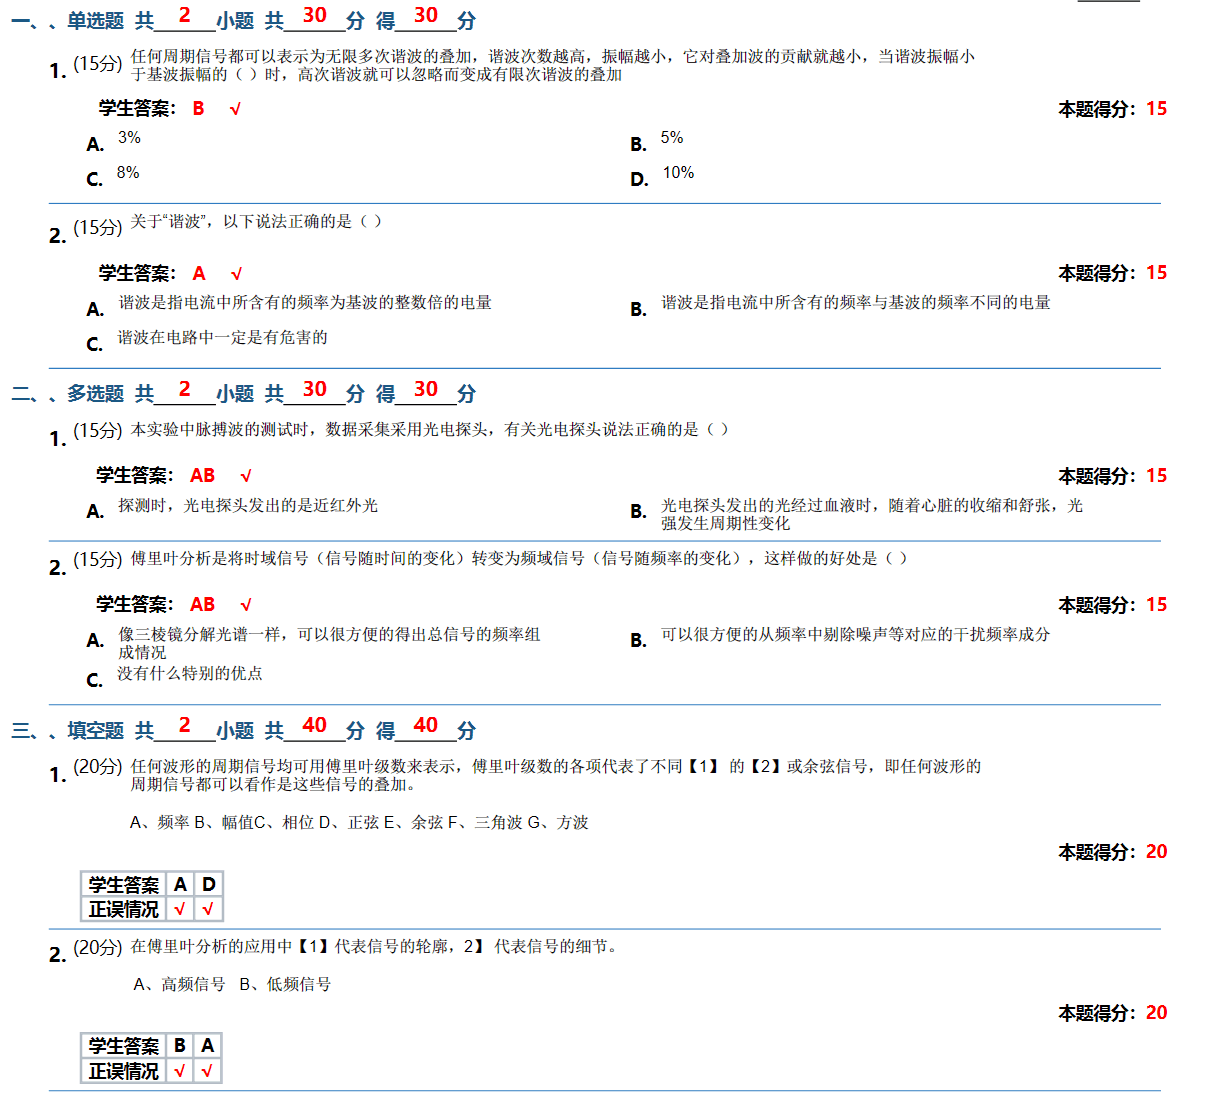 一、、单选题 共 2 小题 共 30 分 得 30 分
1. (15分) 任何周期信号都可以表示为无限多次谐波的叠加，谐波次数越高，振幅越小，它对叠加波的贡献就越小，当谐波振幅小
于基波振幅的（ ）时，高次谐波就可以忽略而变成有限次谐波的叠加
学生答案： B √ 本题得分： 15
A. 3% B. 5%
C. 8% D. 10%
2. (15分) 关于“谐波”，以下说法正确的是（ ）
学生答案： A √ 本题得分： 15
A. 谐波是指电流中所含有的频率为基波的整数倍的电量 B. 谐波是指电流中所含有的频率与基波的频率不同的电量
C. 谐波在电路中一定是有危害的
二、、多选题 共 2 小题 共 30 分 得 30 分
1. (15分) 本实验中脉搏波的测试时，数据采集采用光电探头，有关光电探头说法正确的是（ ）
学生答案： AB √ 本题得分： 15
A. 探测时，光电探头发出的是近红外光 B. 光电探头发出的光经过血液时，随着心脏的收缩和舒张，光
强发生周期性变化
2. (15分) 傅里叶分析是将时域信号（信号随时间的变化）转变为频域信号（信号随频率的变化），这样做的好处是（ ）
学生答案： AB √ 本题得分： 15
A. 像三棱镜分解光谱一样，可以很方便的得出总信号的频率组 B. 可以很方便的从频率中剔除噪声等对应的干扰频率成分
成情况
C. 没有什么特别的优点
三、、填空题 共 2 小题 共 40 分 得 40 分
1. (20分) 任何波形的周期信号均可用傅里叶级数来表示，傅里叶级数的各项代表了不同【1】 的【2】或余弦信号，即任何波形的
周期信号都可以看作是这些信号的叠加。
A、频率 B、幅值C、相位 D、正弦 E、余弦 F、三角波 G、方波
本题得分： 20
学生答案 A D
正误情况 √ √
2. (20分) 在傅里叶分析的应用中【1】代表信号的轮廓，2】 代表信号的细节。
A、高频信号 B、低频信号
本题得分： 20
学生答案 B A
正误情况 √ √